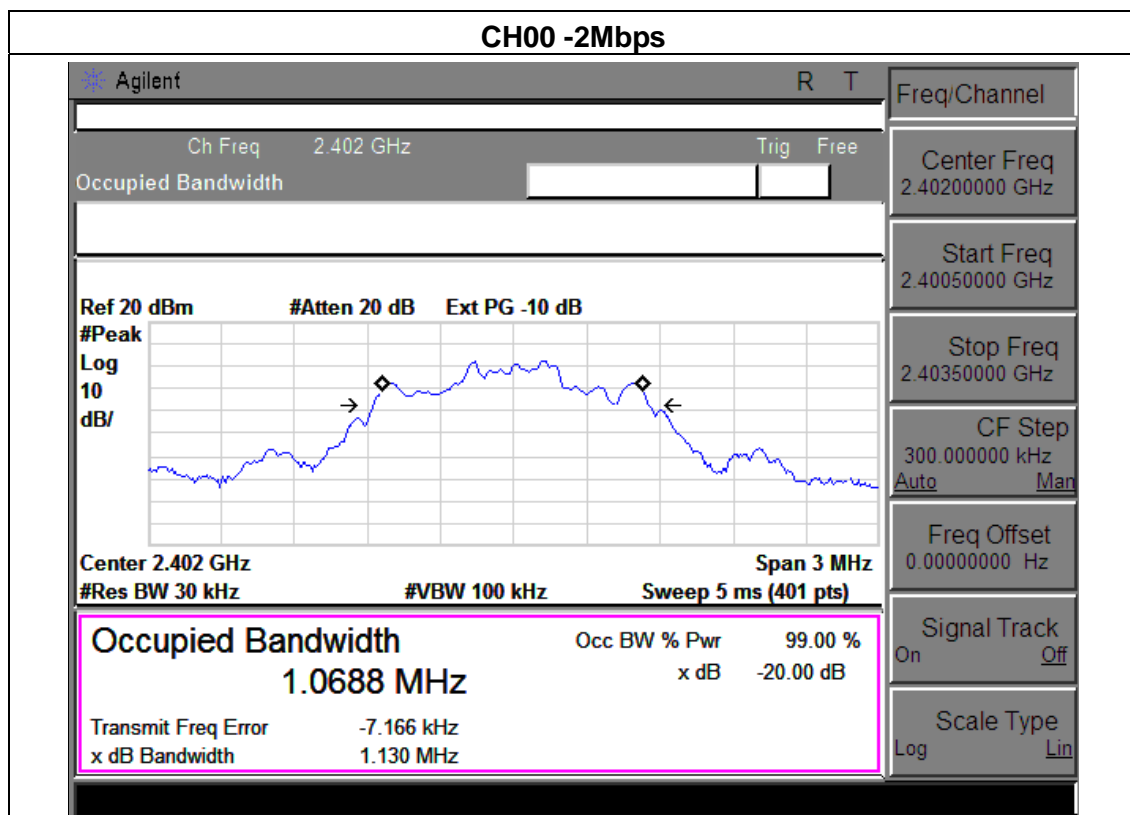 CH00 -2Mbps
Agilent R T
Ch Freq 2.402 GHz Trig Free
Occupied Bandwidth
Ref 20 dBm #Atten 20 dB Ext PG -10 dB
#Peak
Log
10
dB/
Center 2.402 GHz Span 3 MHz
#Res BW 30 kHz #VBW 100 kHz Sweep 5 ms (401 pts)
Occupied Bandwidth Occ BW % Pwr 99.00 %
1.0688 MHz x dB -20.00 dB
Transmit Freq Error -7.166 kHz
x dB Bandwidth 1.130 MHz
Freq/Channel
Center Freq
2.40200000 GHz
Start Freq
2.40050000 GHz
Stop Freq
2.40350000 GHz
CF Step
300.000000 kHz
Auto Man
Freq Offset
0.00000000 Hz
Signal Track
On Off
Scale Type
Log Lin